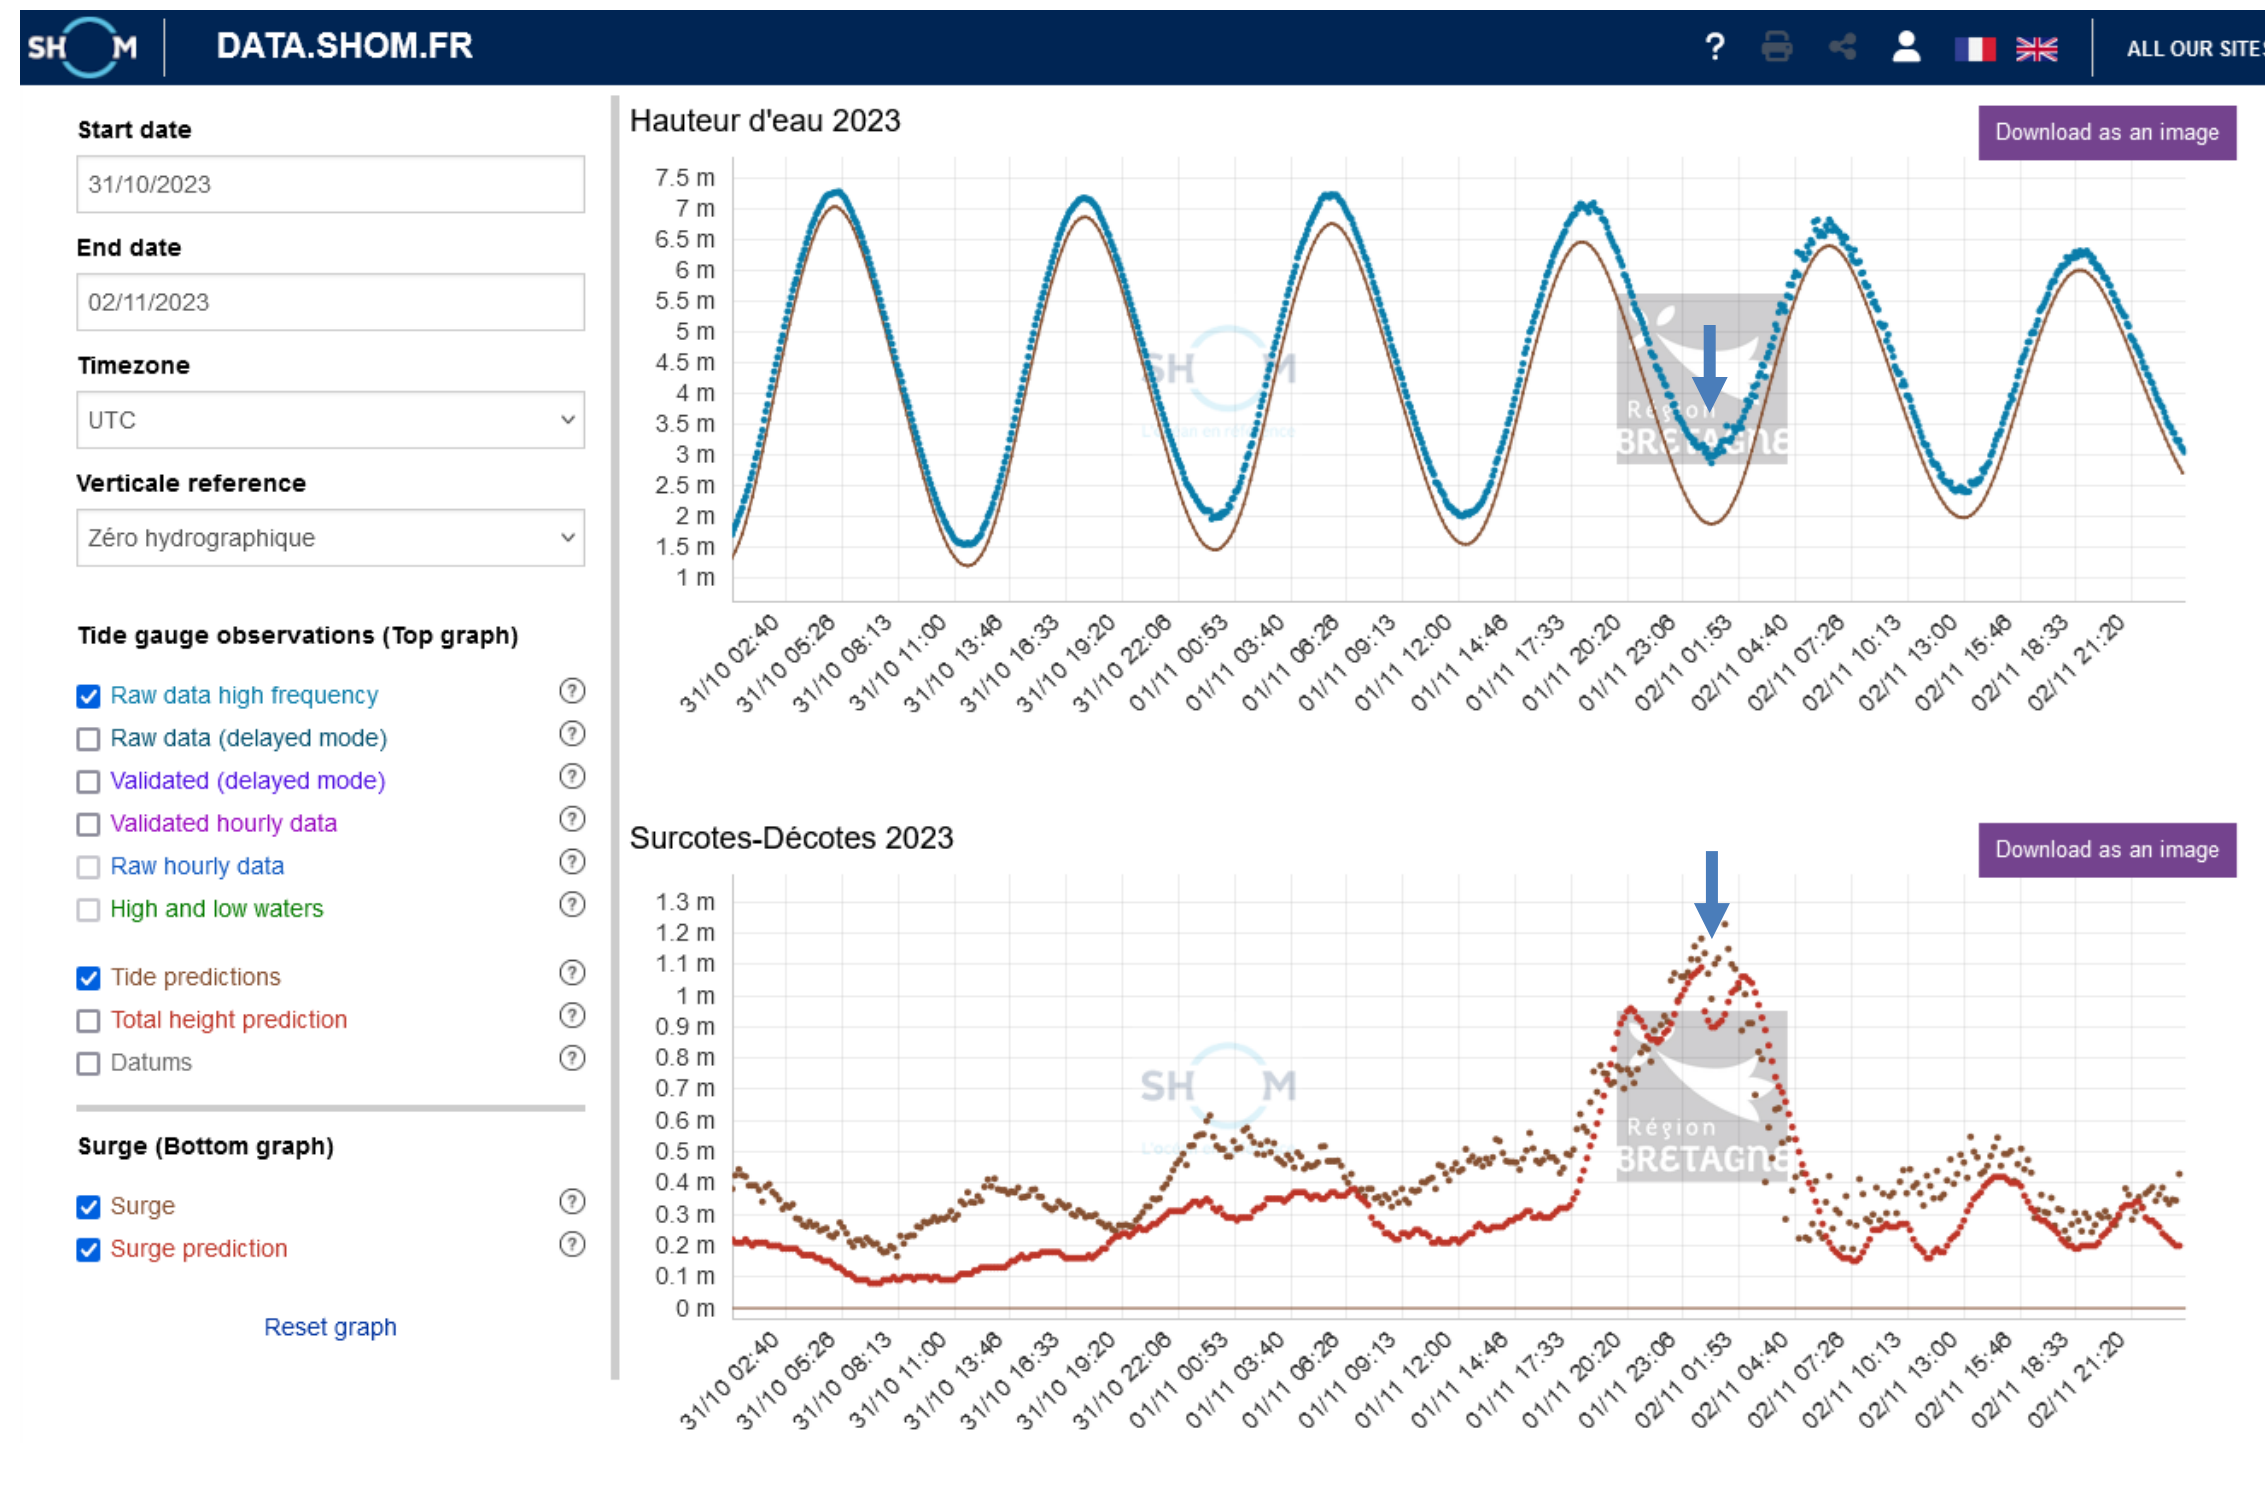 SHOM
DATA.SHOM.FR
?
ALL OUR SITES
Start date
31/10/2023
End date
02/11/2023
Timezone
UTC
Verticale reference
Zéro hydrographique
Tide gauge observations (Top graph)
Raw data high frequency ?
Raw data (delayed mode) ?
Validated (delayed mode) ?
Validated hourly data ?
Raw hourly data ?
High and low waters ?
Tide predictions ?
Total height prediction ?
Datums ?
Surge (Bottom graph)
Surge ?
Surge prediction ?
Reset graph
Hauteur d'eau 2023
Download as an image
7.5 m
7 m
6.5 m
6 m
5.5 m
5 m
4.5 m
4 m
3.5 m
3 m
2.5 m
2 m
1.5 m
1 m
SHOM
Région
BRETAGNE
31/10 02:40
31/10 05:26
31/10 08:13
31/10 11:00
31/10 13:46
31/10 16:33
31/10 19:20
31/10 22:06
01/11 00:53
01/11 03:40
01/11 06:26
01/11 09:13
01/11 12:00
01/11 14:46
01/11 17:33
01/11 20:20
01/11 23:06
02/11 01:53
02/11 04:40
02/11 07:26
02/11 10:13
02/11 13:00
02/11 15:46
02/11 18:33
02/11 21:20
Surcotes-Décotes 2023
Download as an image
1.3 m
1.2 m
1.1 m
1 m
0.9 m
0.8 m
0.7 m
0.6 m
0.5 m
0.4 m
0.3 m
0.2 m
0.1 m
0 m
SHOM
Région
BRETAGNE
31/10 02:40
31/10 05:26
31/10 08:13
31/10 11:00
31/10 13:46
31/10 16:33
31/10 19:20
31/10 22:06
01/11 00:53
01/11 03:40
01/11 06:26
01/11 09:13
01/11 12:00
01/11 14:46
01/11 17:33
01/11 20:20
01/11 23:06
02/11 01:53
02/11 04:40
02/11 07:26
02/11 10:13
02/11 13:00
02/11 15:46
02/11 18:33
02/11 21:20